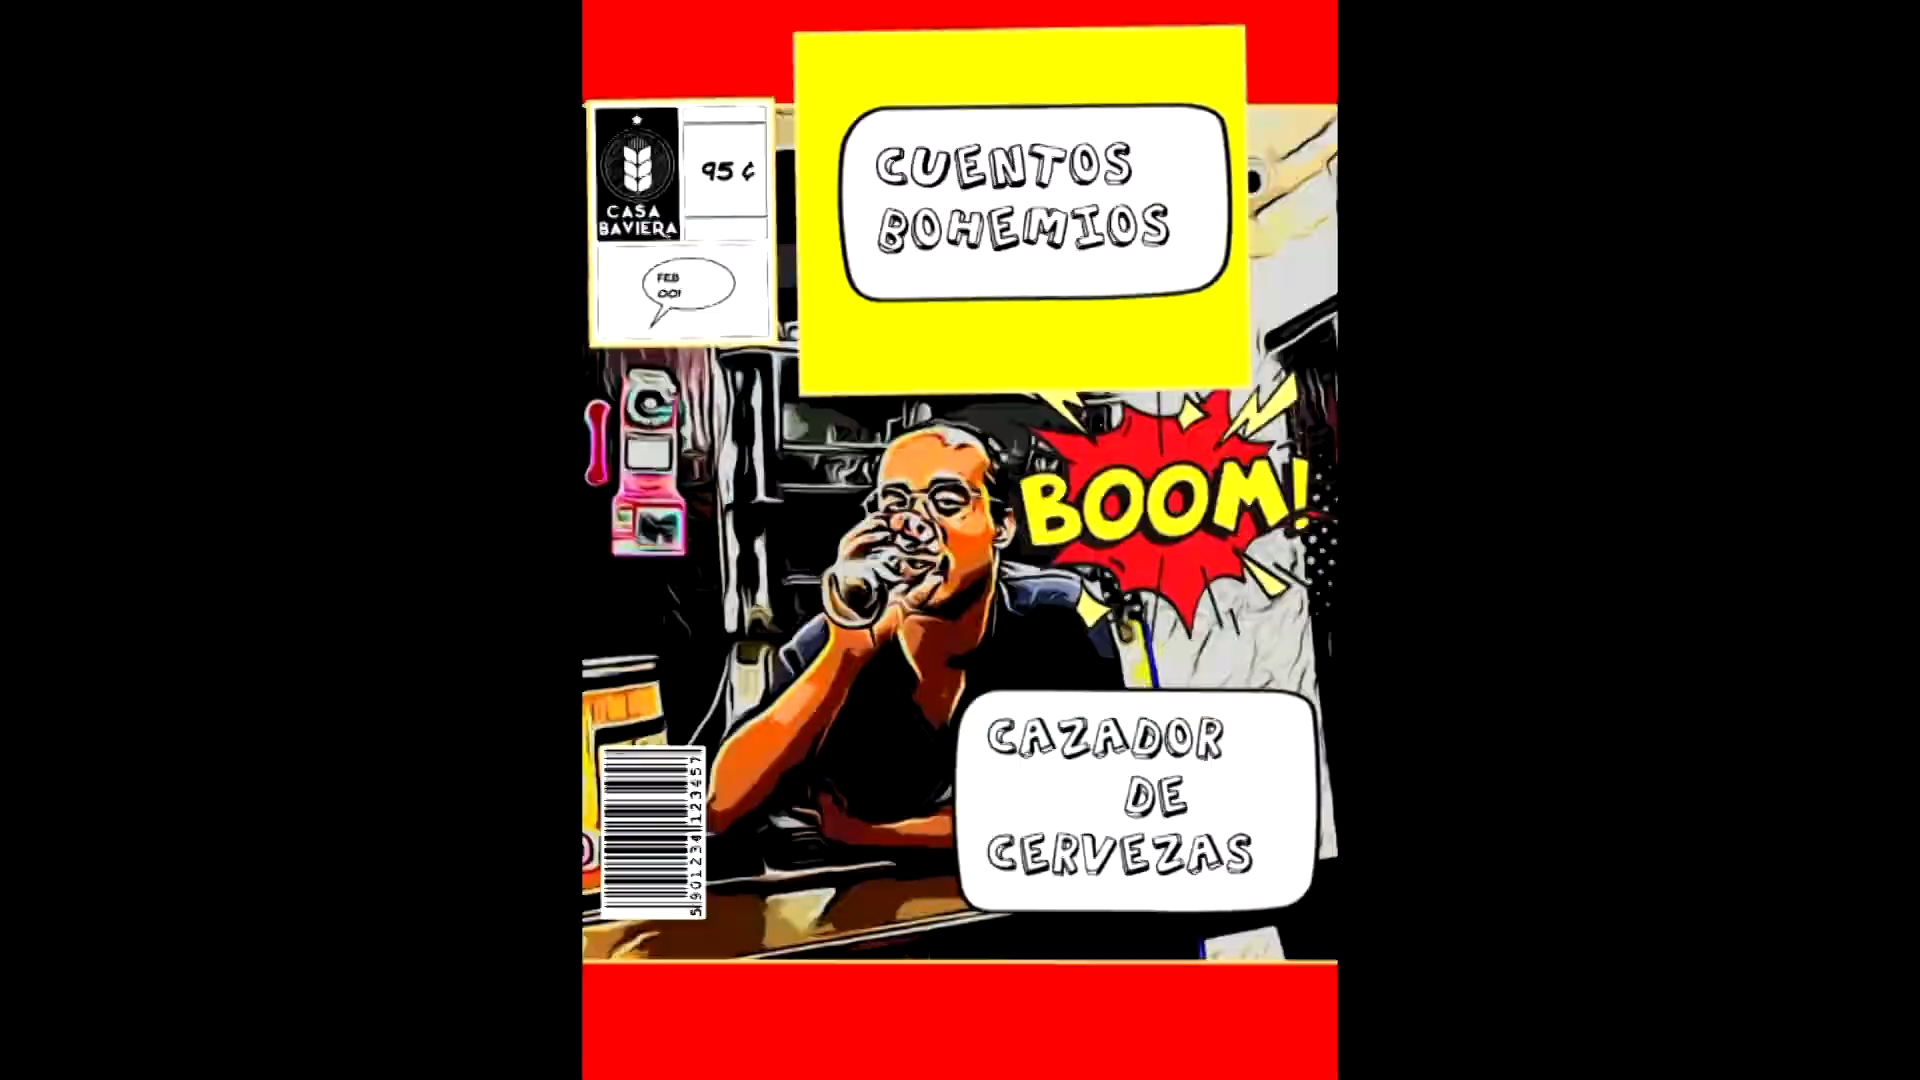 CASA
BAVIERA
95 ¢
FEB
001
CUENTOS
BOHEMIOS
BOOM!
CAZADOR
DE
CERVEZAS
5 901234 123457